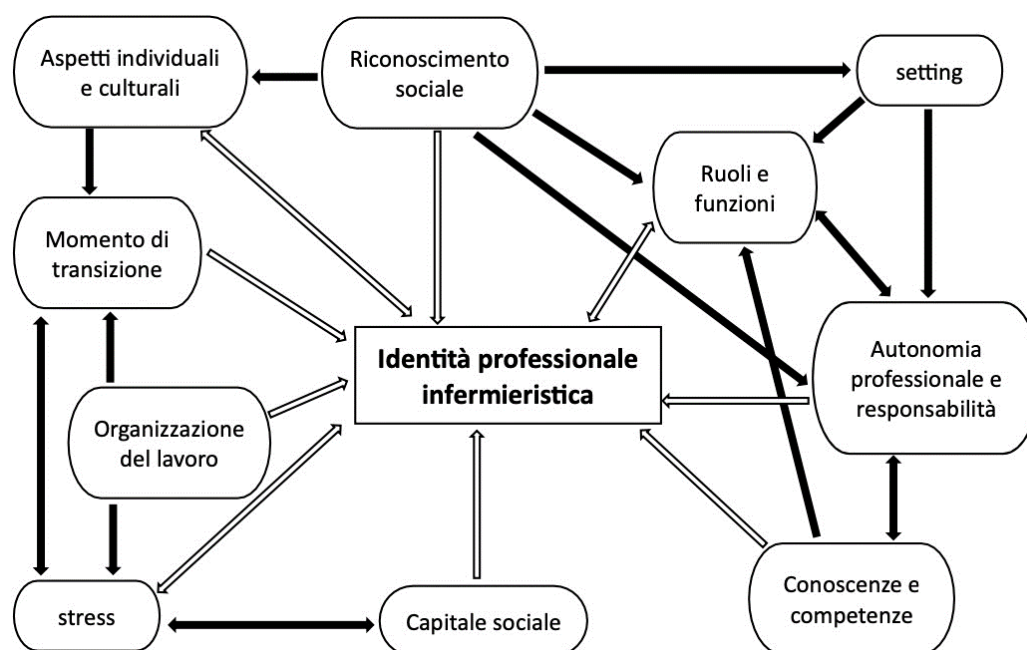 Aspetti individuali
e culturali
Riconoscimento
sociale
setting
Ruoli e
funzioni
Momento di
transizione
Identità professionale
infermieristica
Autonomia
professionale e
responsabilità
Organizzazione
del lavoro
stress
Capitale sociale
Conoscenze e
competenze